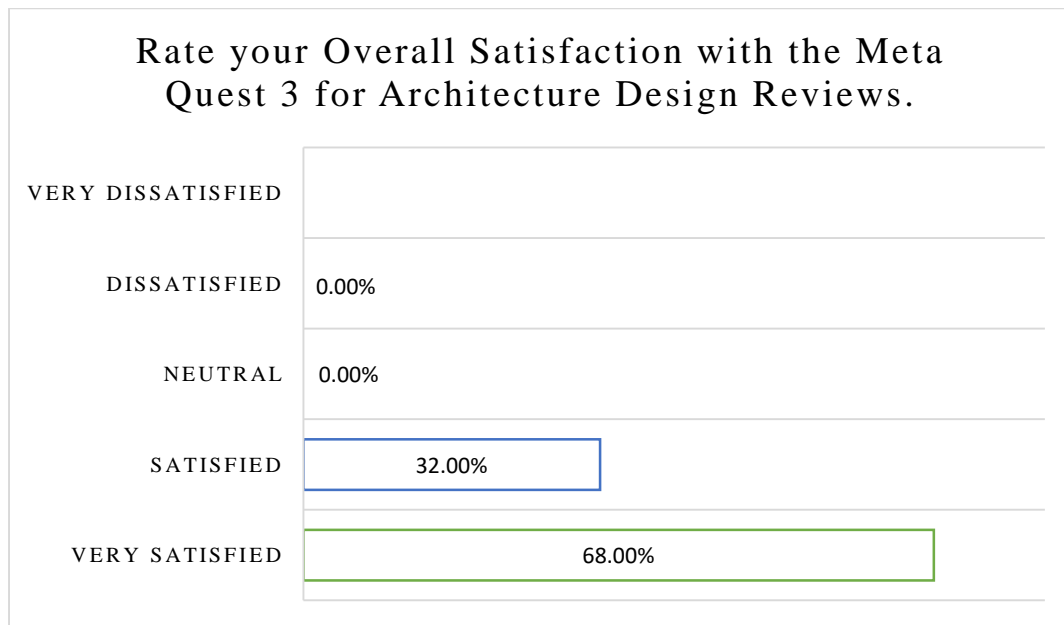 Rate your Overall Satisfaction with the Meta
Quest 3 for Architecture Design Reviews.
VERY DISSATISFIED
DISSATISFIED 0.00%
NEUTRAL 0.00%
SATISFIED 32.00%
VERY SATISFIED 68.00%